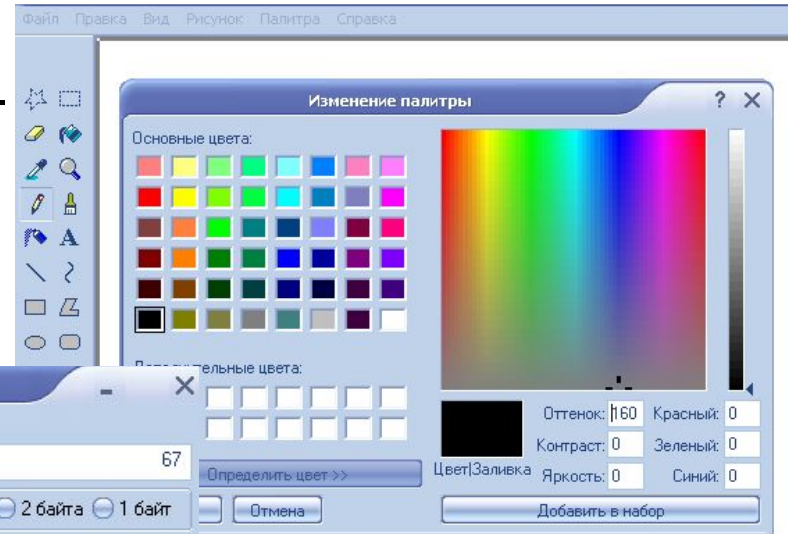 Файл Правка Вид Рисунок Палитра Справка
Изменение палитры
Основные цвета:
цвета:
Оттенок: 160 Красный: 0
Контраст: 0 Зеленый: 0
Цвет|Заливка Яркость: 0 Синий: 0
67
Определить цвет >>
2 байта 1 байт
Отмена
Добавить в набор
A